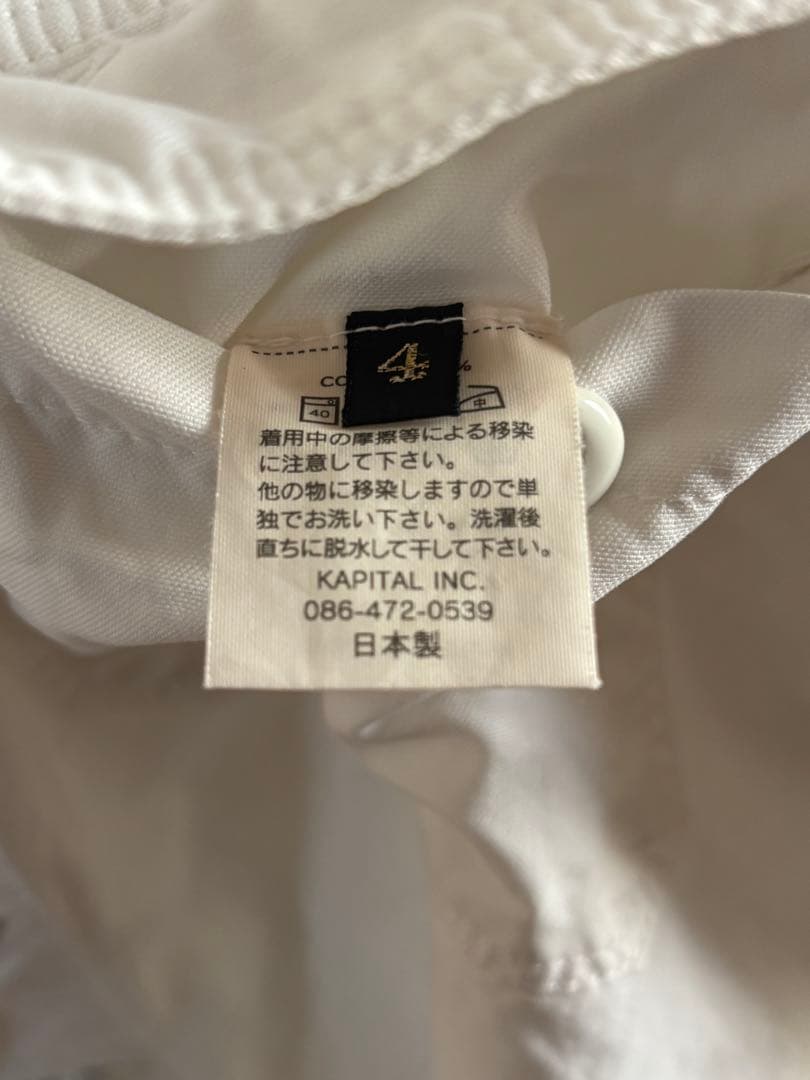 4
40
中
着用中の摩擦等による移染
に注意して下さい。
他の物に移染しますので単
独でお洗い下さい。洗濯後
直ちに脱水して干して下さい。
KAPITAL INC.
086-472-0539
日本製